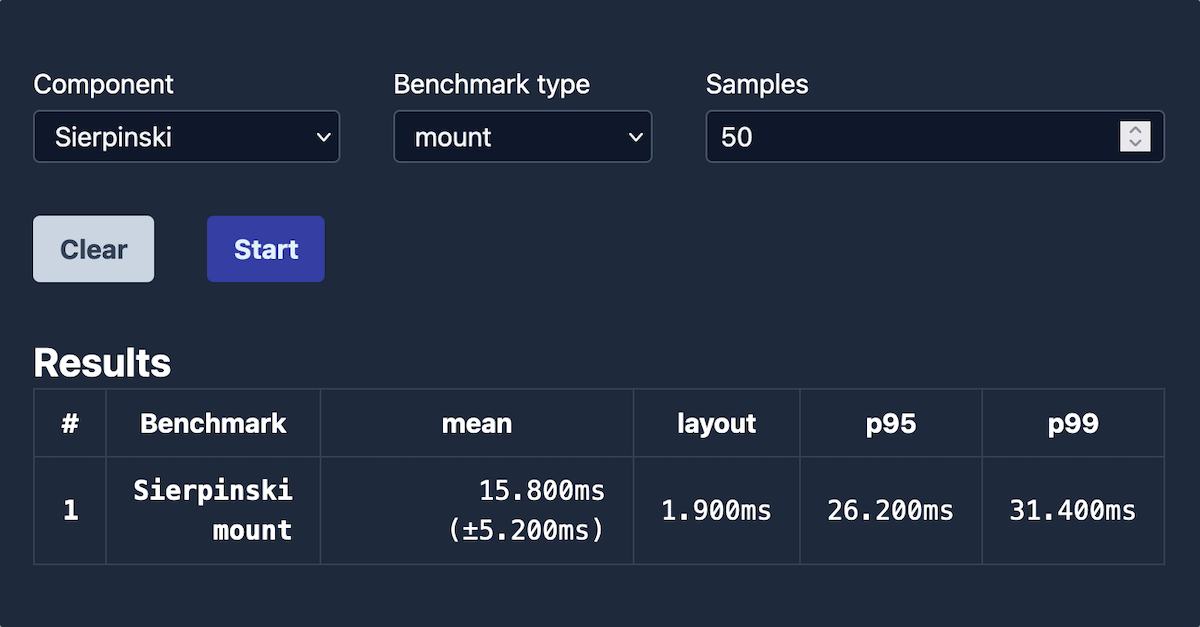 Component Benchmark type Samples
Sierpinski mount 50
Clear Start
Results
# Benchmark mean layout p95 p99
1 Sierpinski mount 15.800ms (±5.200ms) 1.900ms 26.200ms 31.400ms